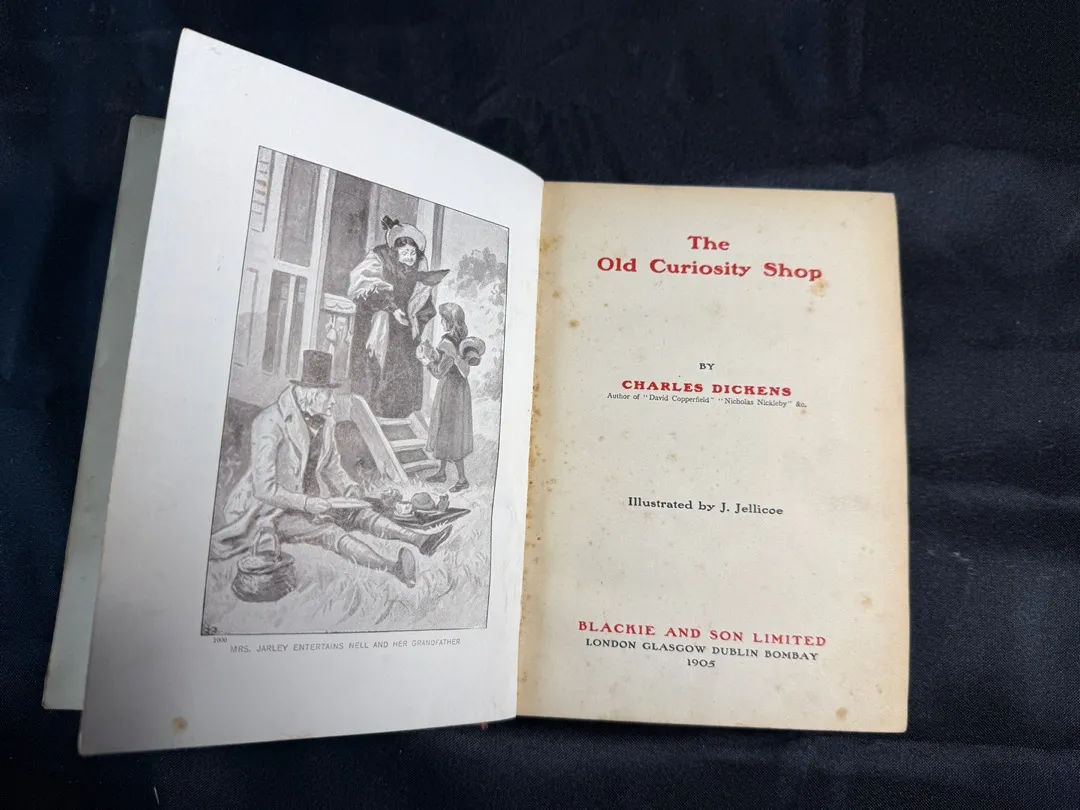 MRS. JARLEY ENTERTAINS NELL AND HER GRANDFATHER
The
Old Curiosity Shop
BY
CHARLES DICKENS
Author of "David Copperfield" "Nicholas Nickleby" &c.
Illustrated by J. Jellicoe
BLACKIE AND SON LIMITED
LONDON GLASGOW DUBLIN BOMBAY
1905